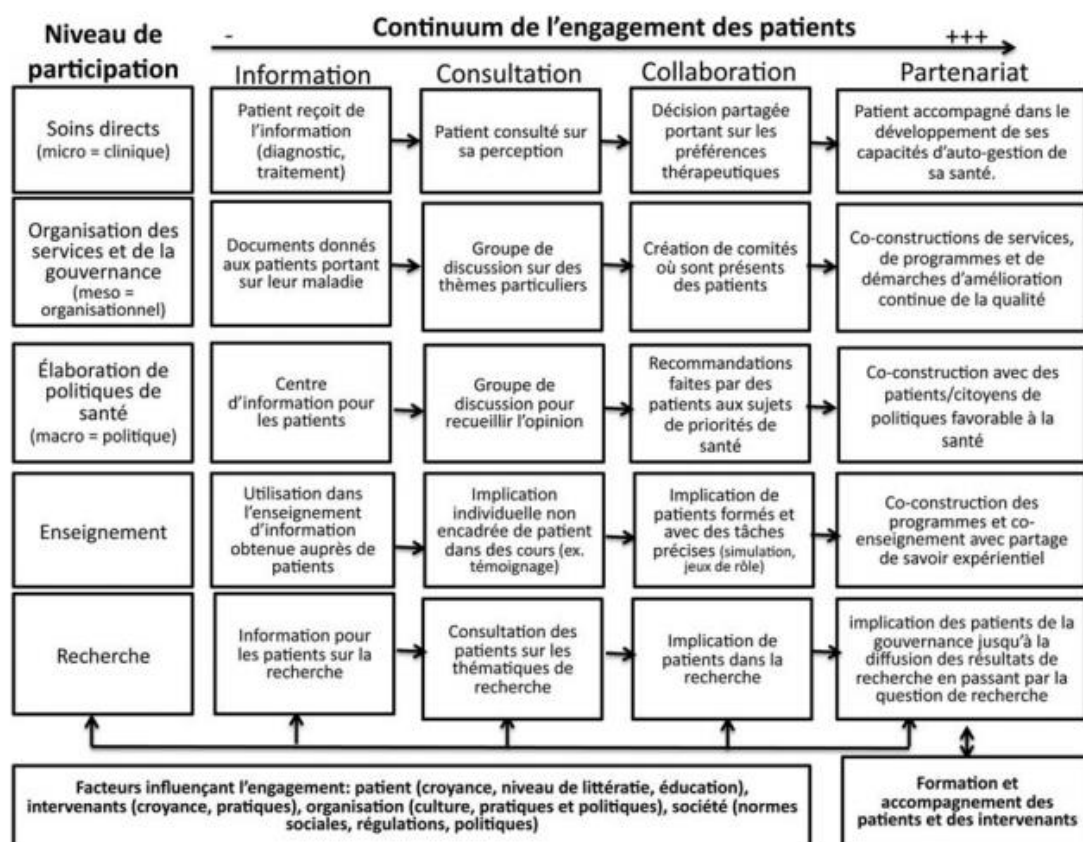 Niveau de
participation
- Continuum de l'engagement des patients +++
Information Consultation Collaboration Partenariat
Soins directs
(micro = clinique)
Patient reçoit de
l'information
(diagnostic,
traitement)
Patient consulté sur
sa perception
Décision partagée
portant sur les
préférences
thérapeutiques
Patient accompagné dans le
développement de ses
capacités d'auto-gestion de
sa santé.
Organisation des
services et de la
gouvernance
(meso =
organisationnel)
Documents donnés
aux patients portant
sur leur maladie
Groupe de
discussion sur des
thèmes particuliers
Création de comités
où sont présents
des patients
Co-constructions de services,
de programmes et de
démarches d'amélioration
continue de la qualité
Élaboration de
politiques de
santé
(macro = politique)
Centre
d'information pour
les patients
Groupe de
discussion pour
recueillir l'opinion
Recommandations
faites par des
patients aux sujets
de priorités de
santé
Co-construction avec des
patients/citoyens de
politiques favorable à la
santé
Enseignement
Utilisation dans
l'enseignement
d'information
obtenue auprès de
patients
Implication
individuelle non
encadrée de patient
dans des cours (ex.
témoignage)
Implication de
patients formés et
avec des tâches
précises (simulation,
jeux de rôle)
Co-construction des
programmes et co-
enseignement avec partage
de savoir expérientiel
Recherche
Information pour
les patients sur la
recherche
Consultation des
patients sur les
thématiques de
recherche
Implication de
patients dans la
recherche
implication des patients de la
gouvernance jusqu'à la
diffusion des résultats de
recherche en passant par la
question de recherche
Facteurs influençant l'engagement: patient (croyance, niveau de littératie, éducation),
intervenants (croyance, pratiques), organisation (culture, pratiques et politiques), société (normes
sociales, régulations, politiques)
Formation et
accompagnement des
patients et des intervenants